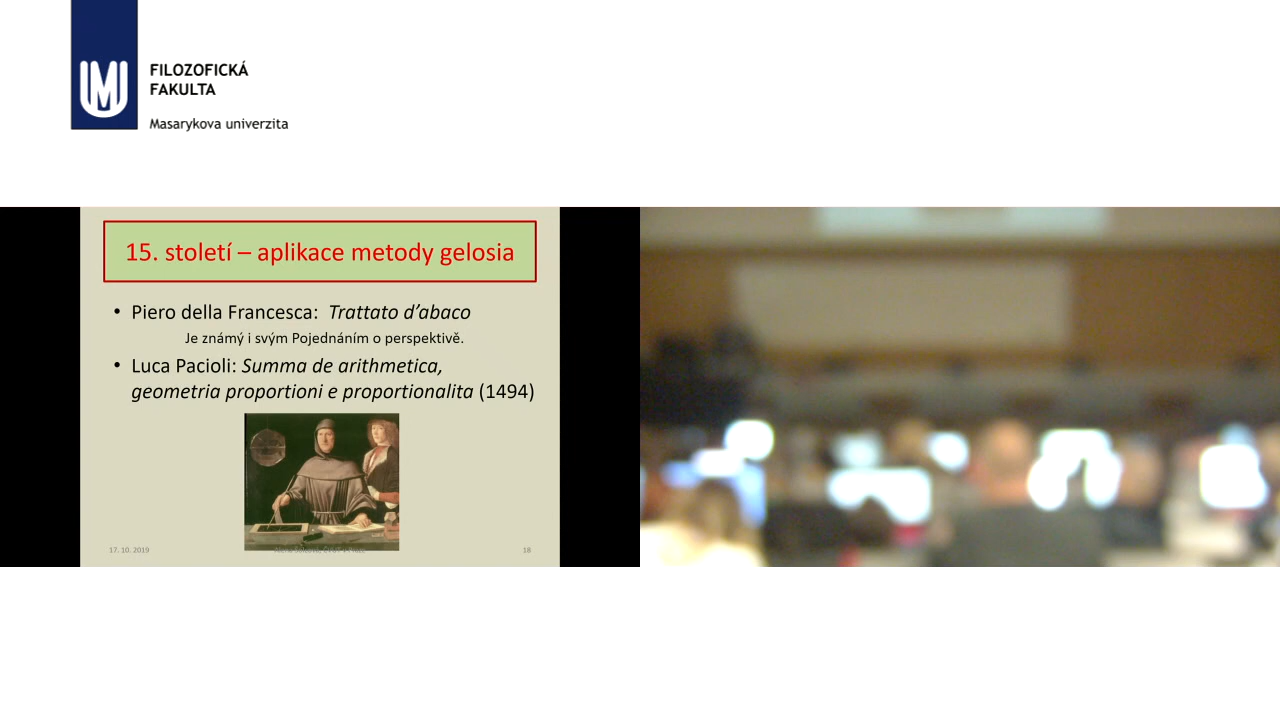 FILOZOFICKÁ
FAKULTA
Masarykova univerzita
15. století – aplikace metody gelosia
• Piero della Francesca: Trattato d’abaco
Je známý i svým Pojednáním o perspektivě.
• Luca Pacioli: Summa de arithmetica,
geometria proportioni e proportionalita (1494)
17. 10. 2019
18